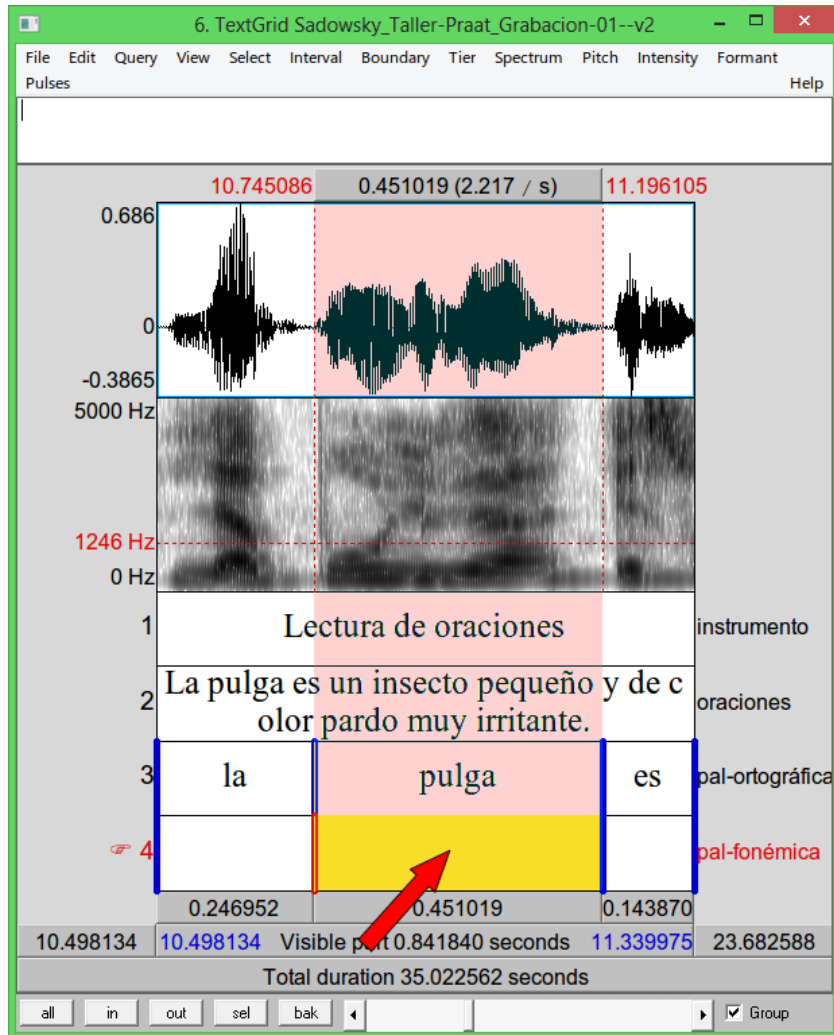 6. TextGrid Sadowsky_Taller-Praat_Grabacion-01--v2
File Edit Query View Select Interval Boundary Tier Spectrum Pitch Intensity Formant
Pulses Help
10.745086 0.451019 (2.217 / s) 11.196105
0.686
0
-0.3865
5000 Hz
1246 Hz
0 Hz
1 Lectura de oraciones instrumento
La pulga es un insecto pequeño y de c
2 oraciones
olor pardo muy irritante.
3 la pulga es pal-ortográfica
☞ 4 pal-fonémica
0.246952 0.451019 0.143870
10.498134 10.498134 Visible 0.841840 seconds 11.339975 23.682588
Total duration 35.022562 seconds
all in out sel bak Group